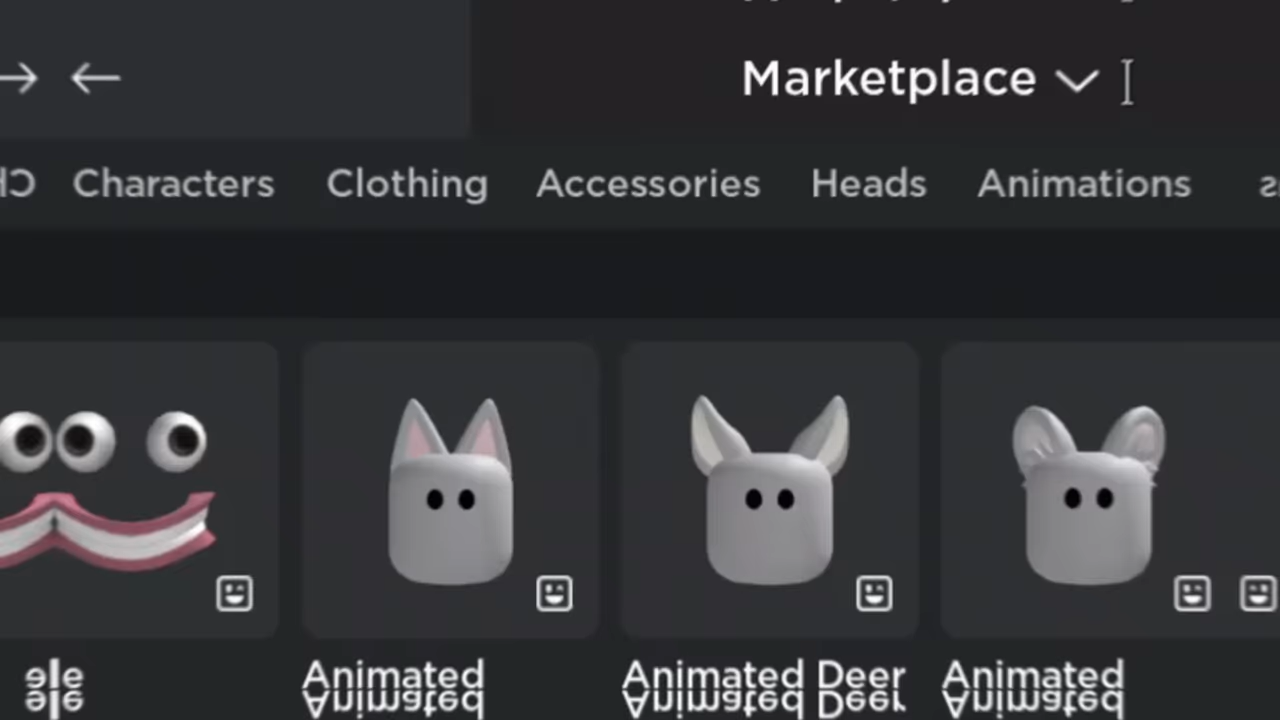 Marketplace
Characters Clothing Accessories Heads Animations
Animated Animated Deer Animated